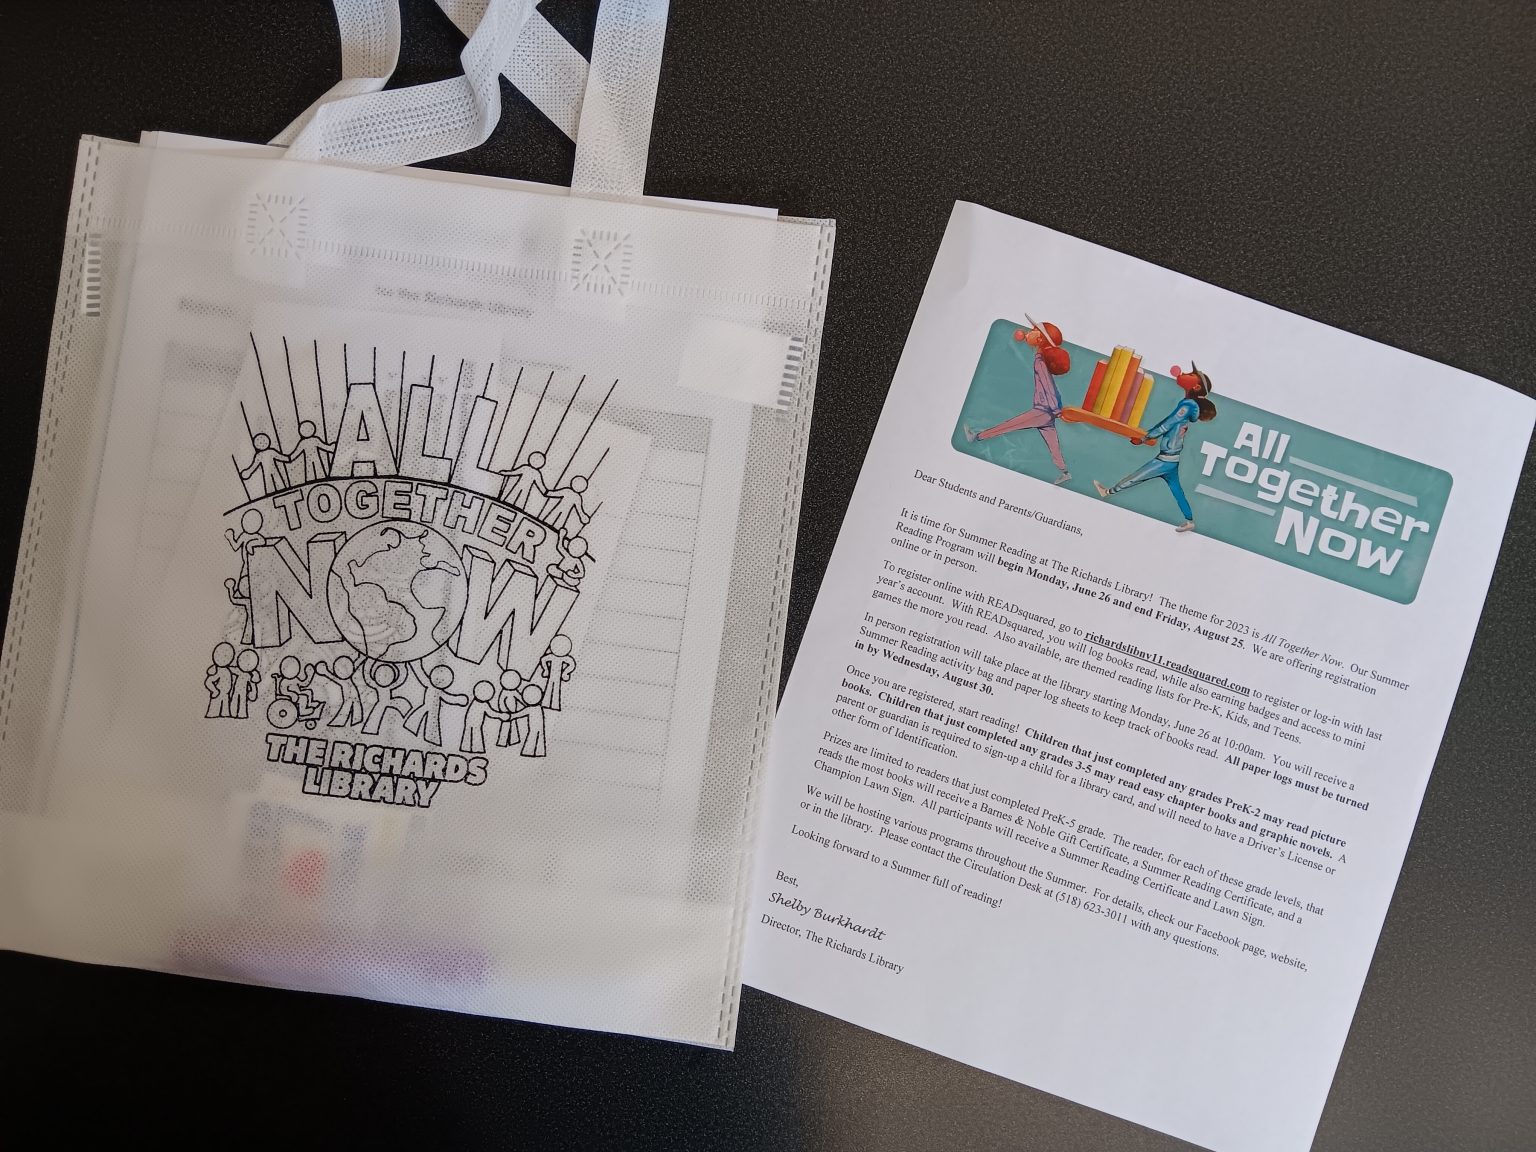 to the Richards Library
ALL
TOGETHER
NOW
THE RICHARDS
LIBRARY
All
Together
Now
Dear Students and Parents/Guardians,
It is time for Summer Reading at The Richards Library! The theme for 2023 is All Together Now. Our Summer
Reading Program will begin Monday, June 26 and end Friday, August 25. We are offering registration
online or in person.
To register online with READsquared, go to richardslibny11.readsquared.com to register or log-in with last
year's account. With READsquared, you will log books read, while also earning badges and access to mini
games the more you read. Also available, are themed reading lists for Pre-K, Kids, and Teens.
In person registration will take place at the library starting Monday, June 26 at 10:00am. You will receive a
Summer Reading activity bag and paper log sheets to keep track of books read. All paper logs must be turned
in by Wednesday, August 30.
Once you are registered, start reading! Children that just completed any grades PreK-2 may read picture
books. Children that just completed any grades 3-5 may read easy chapter books and graphic novels. A
parent or guardian is required to sign-up a child for a library card, and will need to have a Driver's License or
other form of Identification.
Prizes are limited to readers that just completed PreK-5 grade. The reader, for each of these grade levels, that
reads the most books will receive a Barnes & Noble Gift Certificate, a Summer Reading Certificate, and a
Champion Lawn Sign. All participants will receive a Summer Reading Certificate and Lawn Sign.
We will be hosting various programs throughout the Summer. For details, check our Facebook page, website,
or in the library. Please contact the Circulation Desk at (518) 623-3011 with any questions.
Looking forward to a Summer full of reading!
Best,
Shelby Burkhardt
Director, The Richards Library